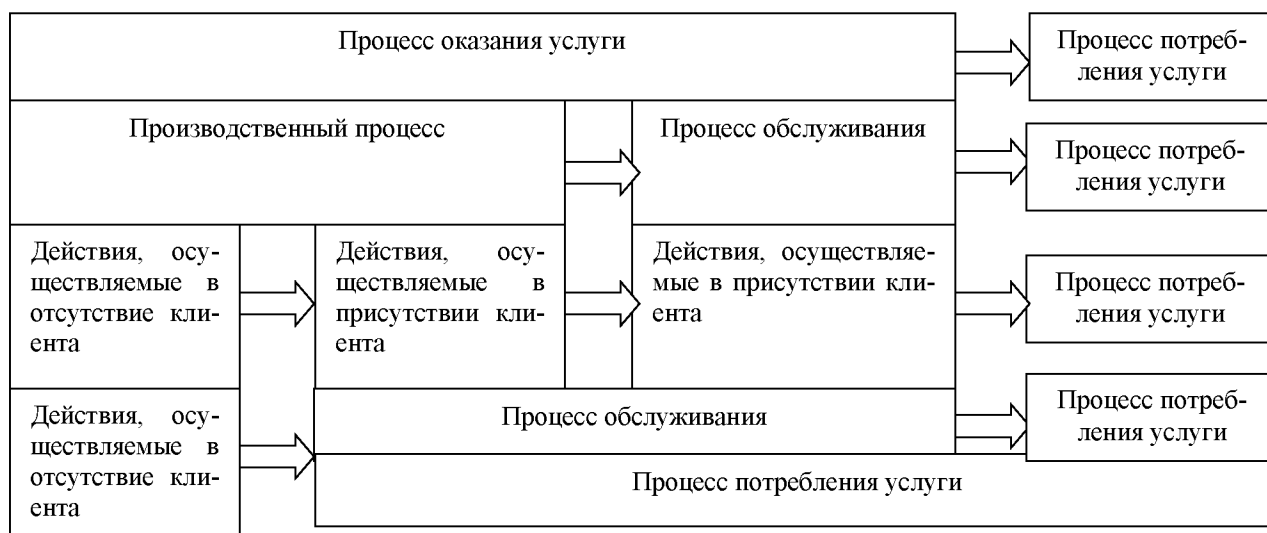 Процесс оказания услуги
Процесс потреб-
ления услуги
Производственный процесс
Процесс обслуживания
Процесс потреб-
ления услуги
Действия, осу-
ществляемые в
отсутствие кли-
ента
Действия, осу-
ществляемые в
присутствии кли-
ента
Действия, осуществляе-
мые в присутствии кли-
ента
Процесс потреб-
ления услуги
Действия, осу-
ществляемые в
отсутствие кли-
ента
Процесс обслуживания
Процесс потреб-
ления услуги
Процесс потребления услуги